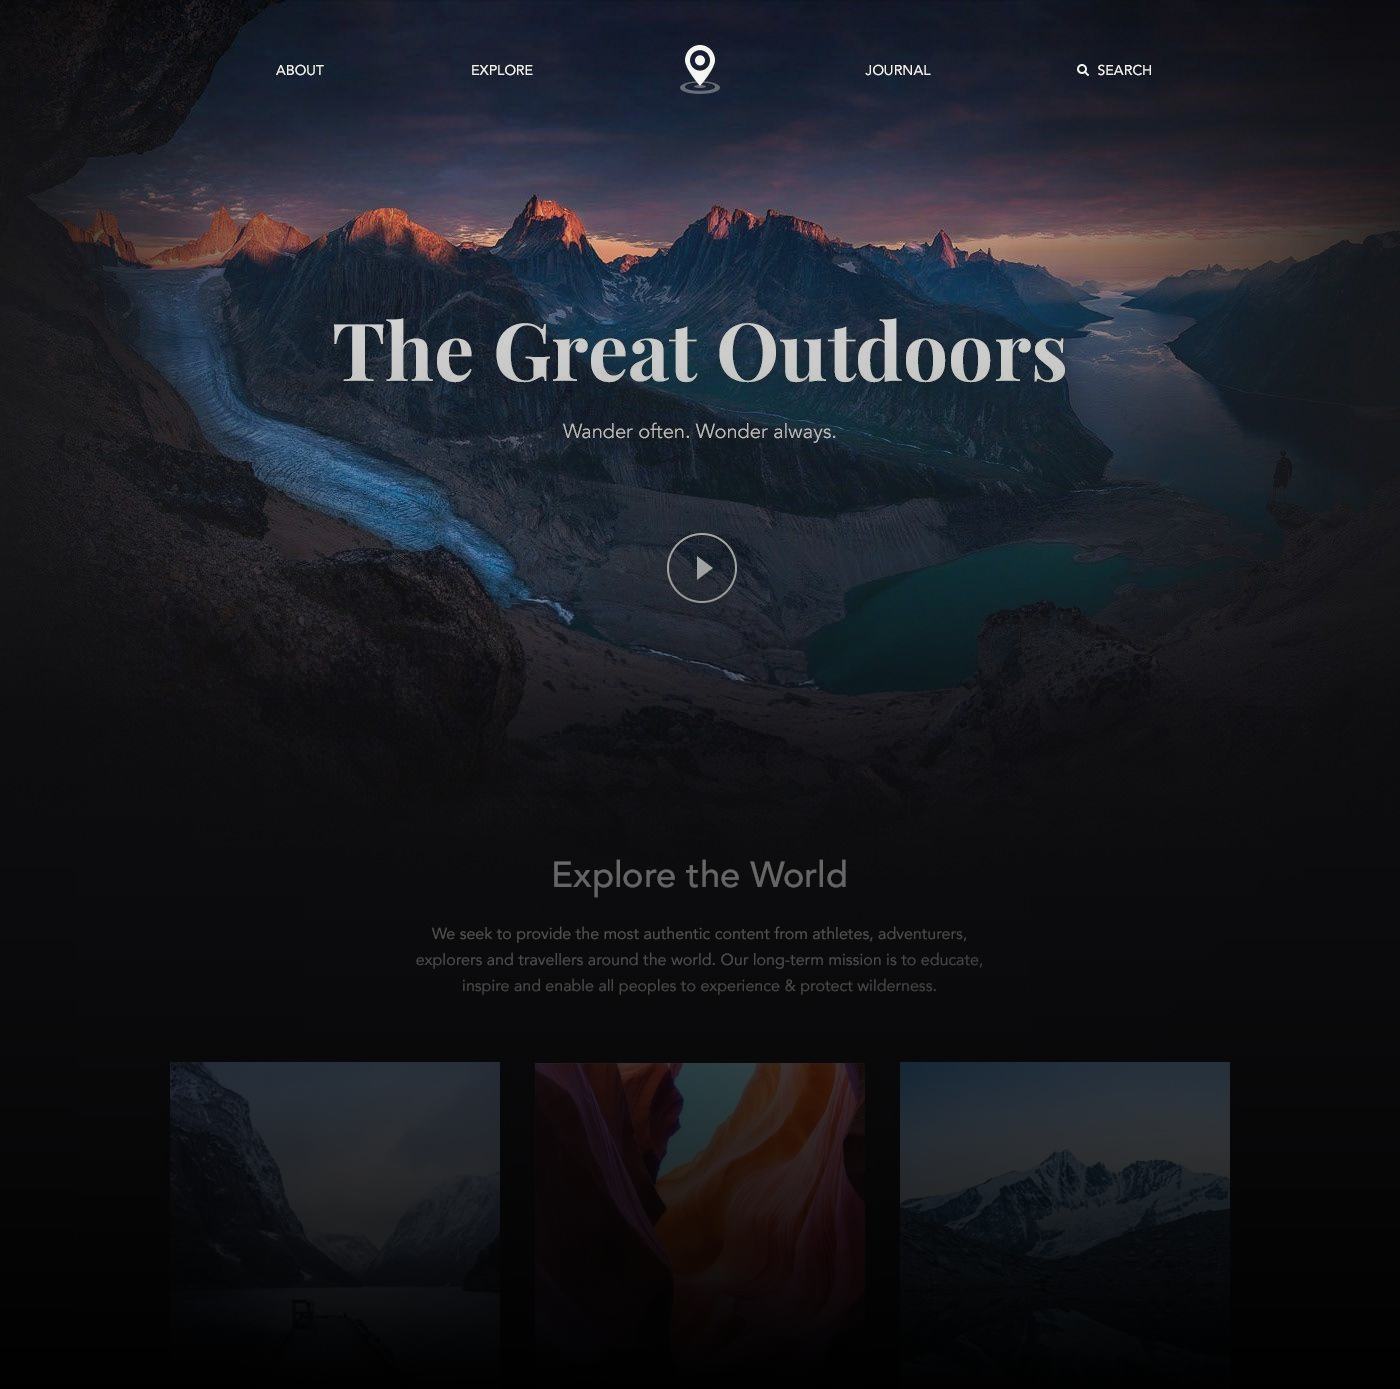 ABOUT
EXPLORE
JOURNAL
SEARCH
The Great Outdoors
Wander often. Wonder always.
Explore the World
We seek to provide the most authentic content from athletes, adventurers,
explorers and travellers around the world. Our long-term mission is to educate,
inspire and enable all peoples to experience & protect wilderness.